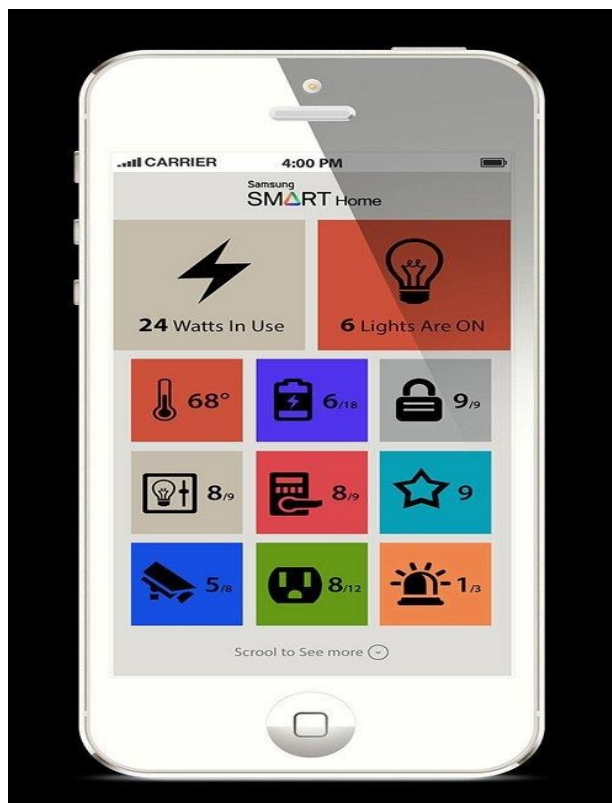 CARRIER 4:00 PM
Samsung
SMART Home
24 Watts In Use 6 Lights Are ON
68° 6/18 9/9
8/9 8/9 9
5/8 8/12 1/3
Scrool to See more